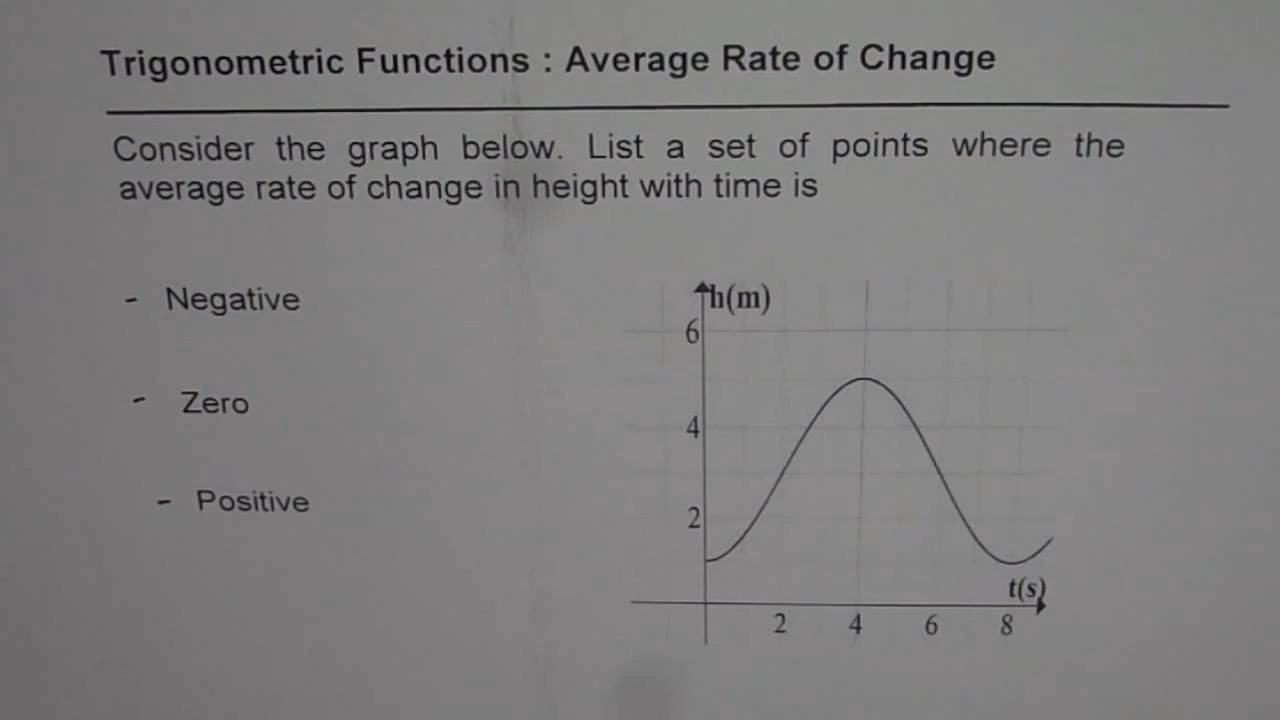 Trigonometric Functions : Average Rate of Change
Consider the graph below. List a set of points where the
average rate of change in height with time is
- Negative
- Zero
- Positive
h(m)
6
4
2
t(s)
2 4 6 8